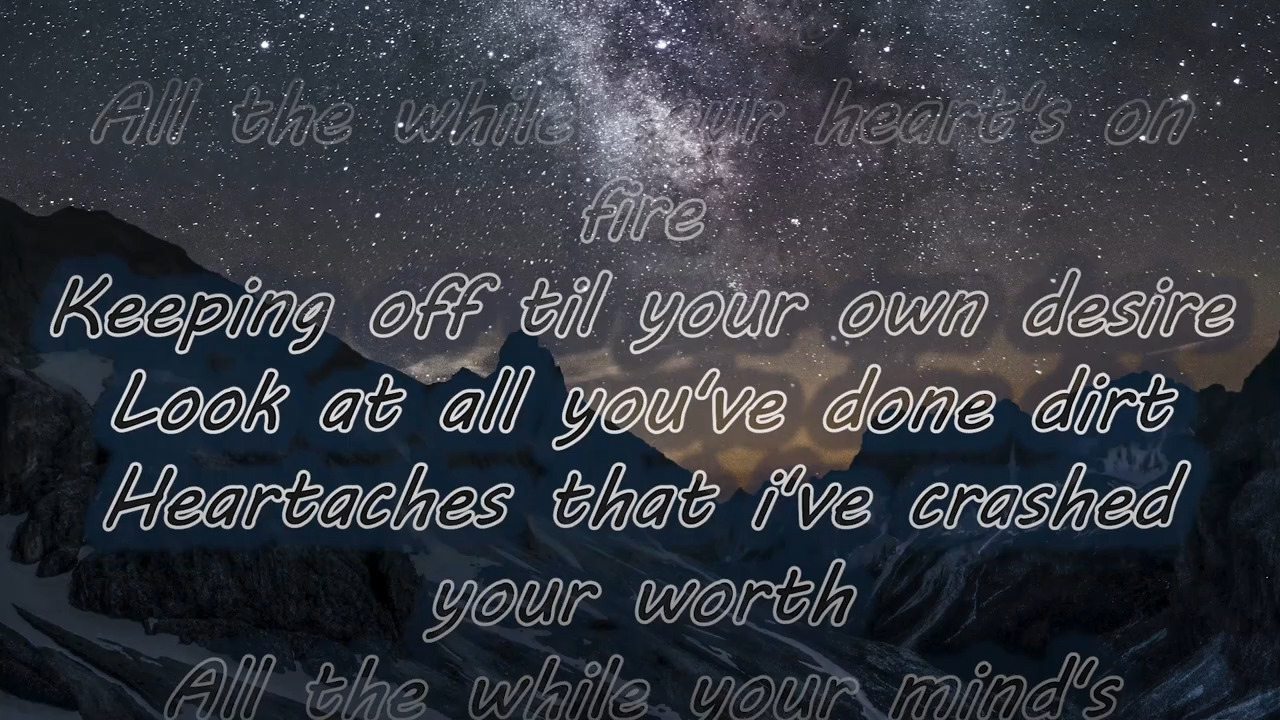 All the while your heart's on
fire
Keeping off til your own desire
Look at all you've done dirt
Heartaches that i've crashed
your worth
All the while your mind's